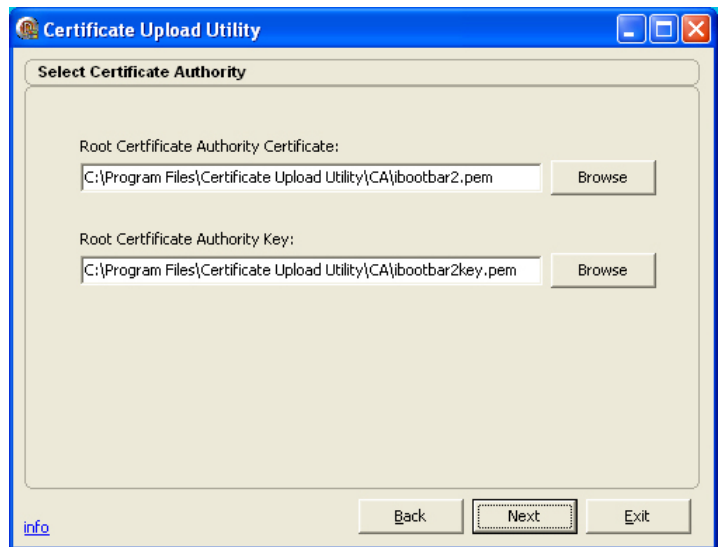 Certificate Upload Utility
Select Certificate Authority
Root Certfificate Authority Certificate:
C:\Program Files\Certificate Upload Utility\CA\ibootbar2.pem Browse
Root Certfificate Authority Key:
C:\Program Files\Certificate Upload Utility\CA\ibootbar2key.pem Browse
info Back Next Exit